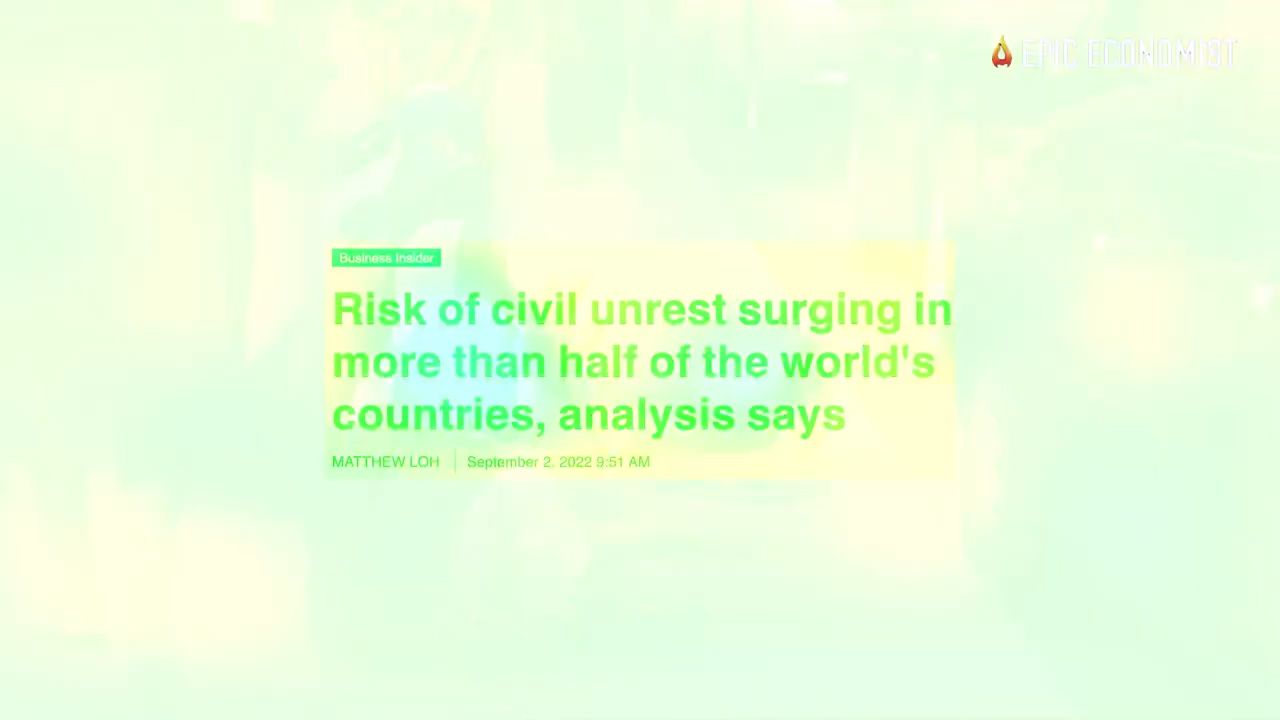 EPIC ECONOMIST
Business Insider
Risk of civil unrest surging in
more than half of the world's
countries, analysis says
MATTHEW LOH | September 2, 2022 9:51 AM